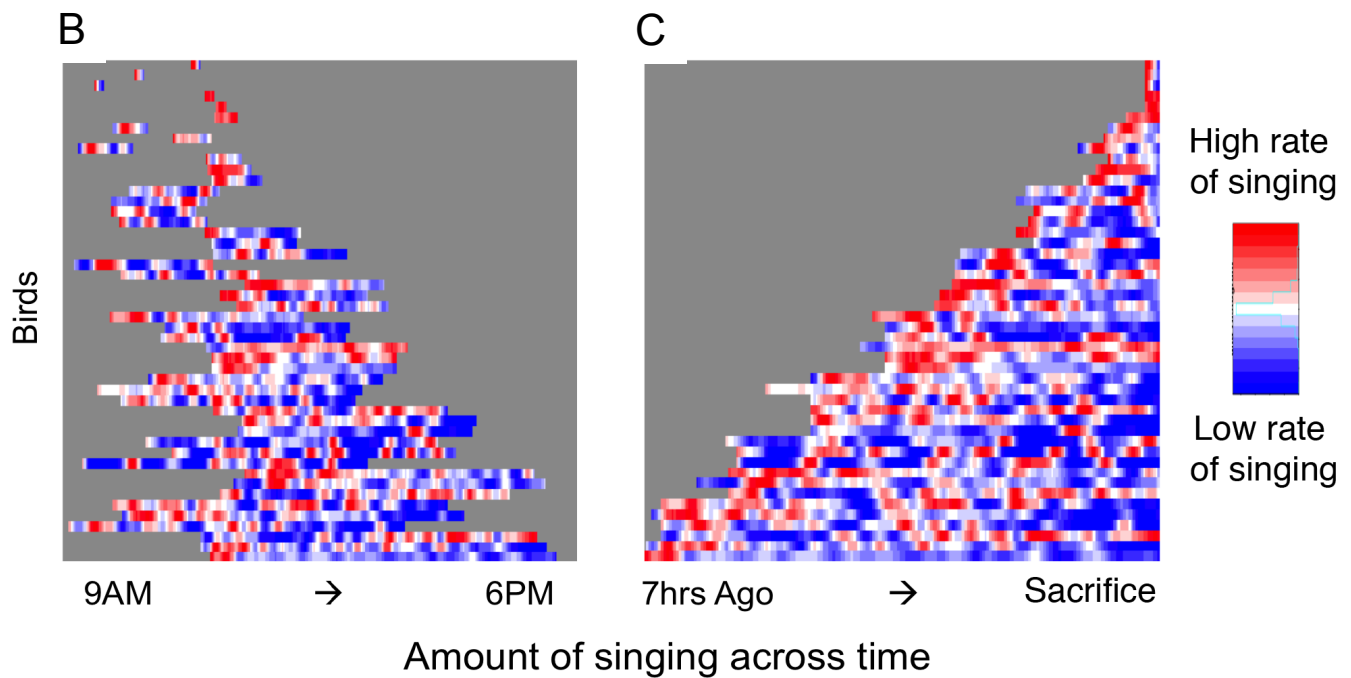 B
C
Birds
High rate
of singing
Low rate
of singing
9AM → 6PM
7hrs Ago → Sacrifice
Amount of singing across time